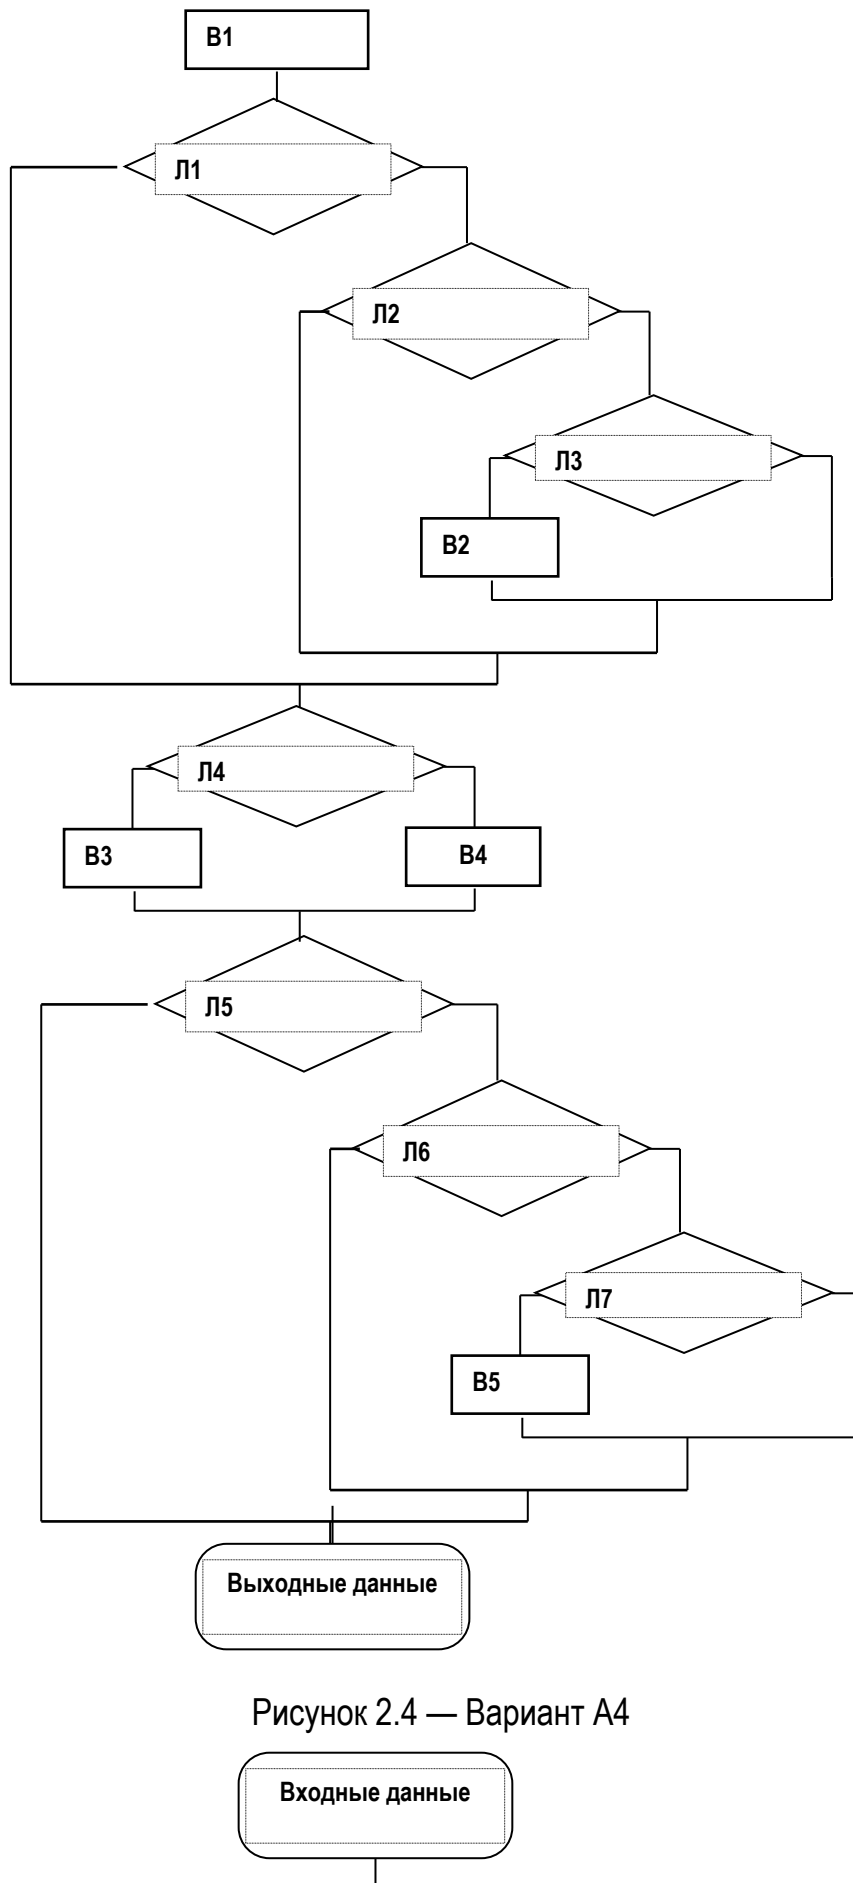 В1
Л1
Л2
Л3
В2
Л4
В3
В4
Л5
Л6
Л7
В5
Выходные данные
Рисунок 2.4 — Вариант А4
Входные данные